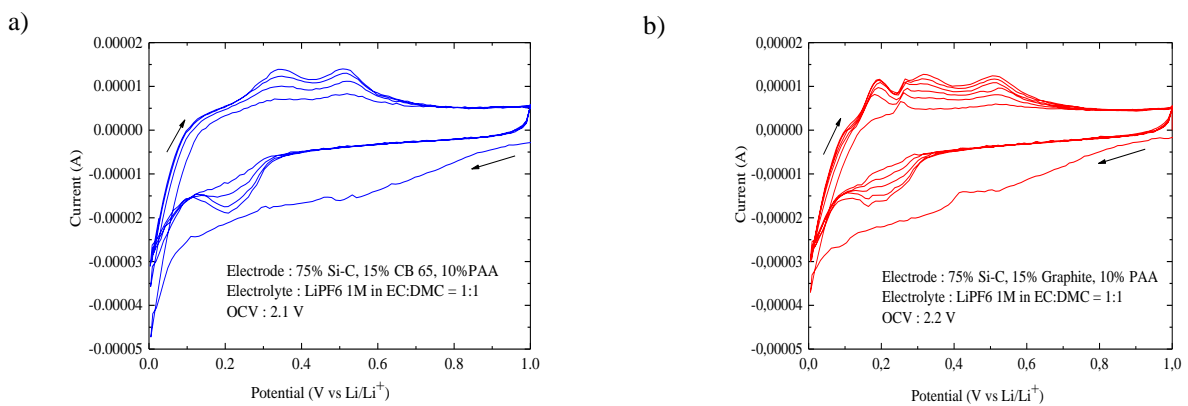 a)
0.00002
0.00001
0.00000
-0.00001
-0.00002
-0.00003
-0.00004
-0.00005
Current (A)
Electrode : 75% Si-C, 15% CB 65, 10%PAA
Electrolyte : LiPF6 1M in EC:DMC = 1:1
OCV : 2.1 V
0.0 0.2 0.4 0.6 0.8 1.0
Potential (V vs Li/Li+)
b)
0,00002
0,00001
0,00000
-0,00001
-0,00002
-0,00003
-0,00004
-0,00005
Current (A)
Electrode : 75% Si-C, 15% Graphite, 10% PAA
Electrolyte : LiPF6 1M in EC:DMC = 1:1
OCV : 2.2 V
0,0 0,2 0,4 0,6 0,8 1,0
Potential (V vs Li/Li+)